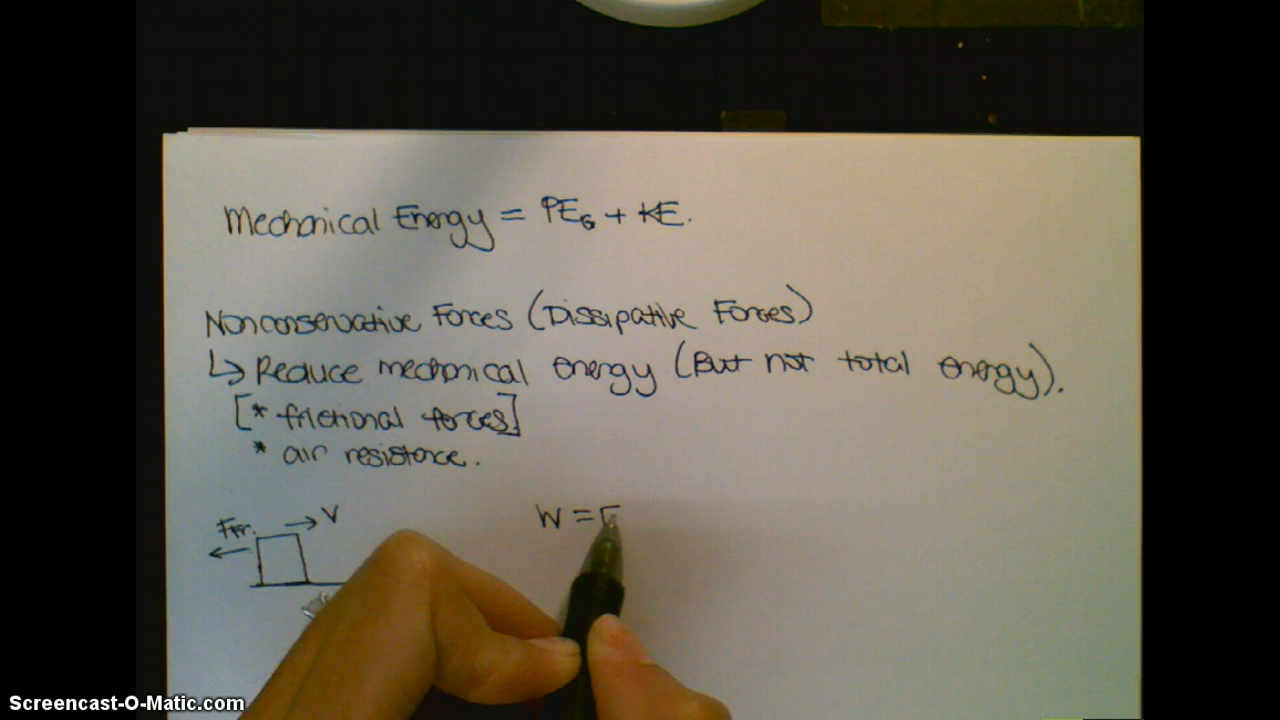 Mechanical Energy = PEG + KE.
Nonconservative Forces (Dissipative Forces)
↳ Reduce mechanical energy (But not total energy).
[* frictional forces]
* air resistance.
Ffr. → V
W = F
Screencast-O-Matic.com